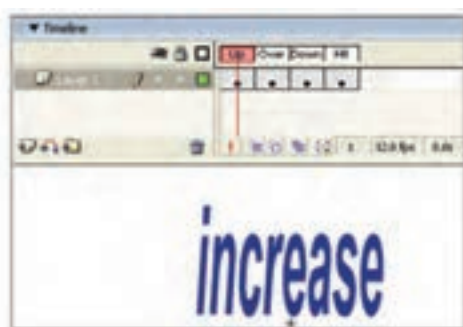 Timeline
Up Over Down Hit
Layer 1
1 12.0 fps 0.0s
increase